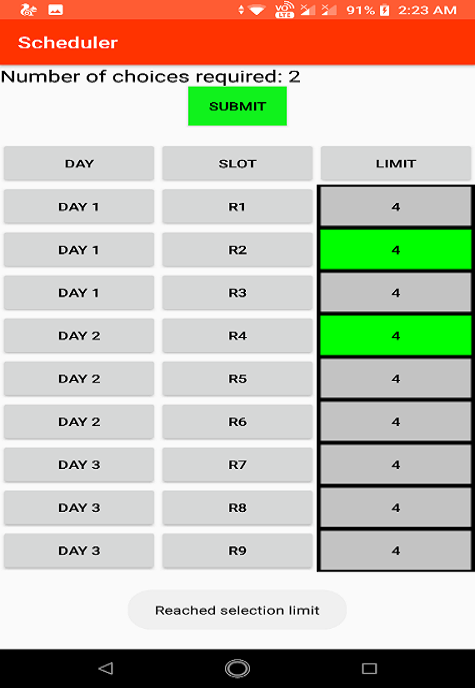 VO) LTE 91% 2:23 AM
Scheduler
Number of choices required: 2
SUBMIT
DAY SLOT LIMIT
DAY 1 R1 4
DAY 1 R2 4
DAY 1 R3 4
DAY 2 R4 4
DAY 2 R5 4
DAY 2 R6 4
DAY 3 R7 4
DAY 3 R8 4
DAY 3 R9 4
Reached selection limit